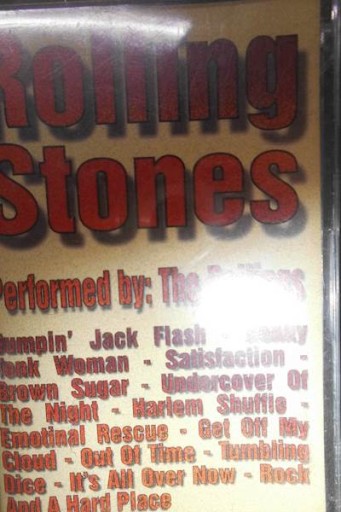 Rolling
Stones
Performed by: The Rollings
Jumpin' Jack Flash - Honky
Tonk Woman - Satisfaction -
Brown Sugar - Undercover Of
The Night - Harlem Shuffle -
Emotinal Rescue - Get Off My
Cloud - Out Of Time - Tumbling
Dice - It's All Over Now - Rock
And A Hard Place